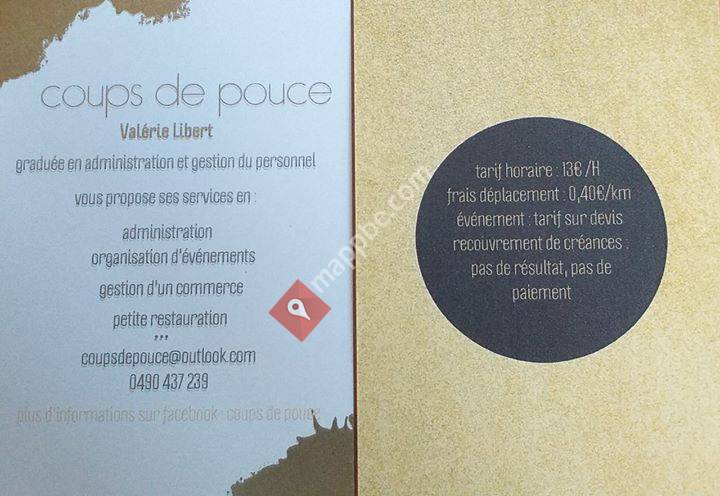 coups de pouce
Valérie Libert
graduée en administration et gestion du personnel
vous propose ses services en :
administration
organisation d'événements
gestion d'un commerce
petite restauration
,,,
coupsdepouce@outlook.com
0490 437 239
plus d'informations sur facebook : coups de pouce
tarif horaire : 13€ /H
frais déplacement : 0,40€/km
événement : tarif sur devis
recouvrement de créances :
pas de résultat, pas de
paiement
mappbe.com